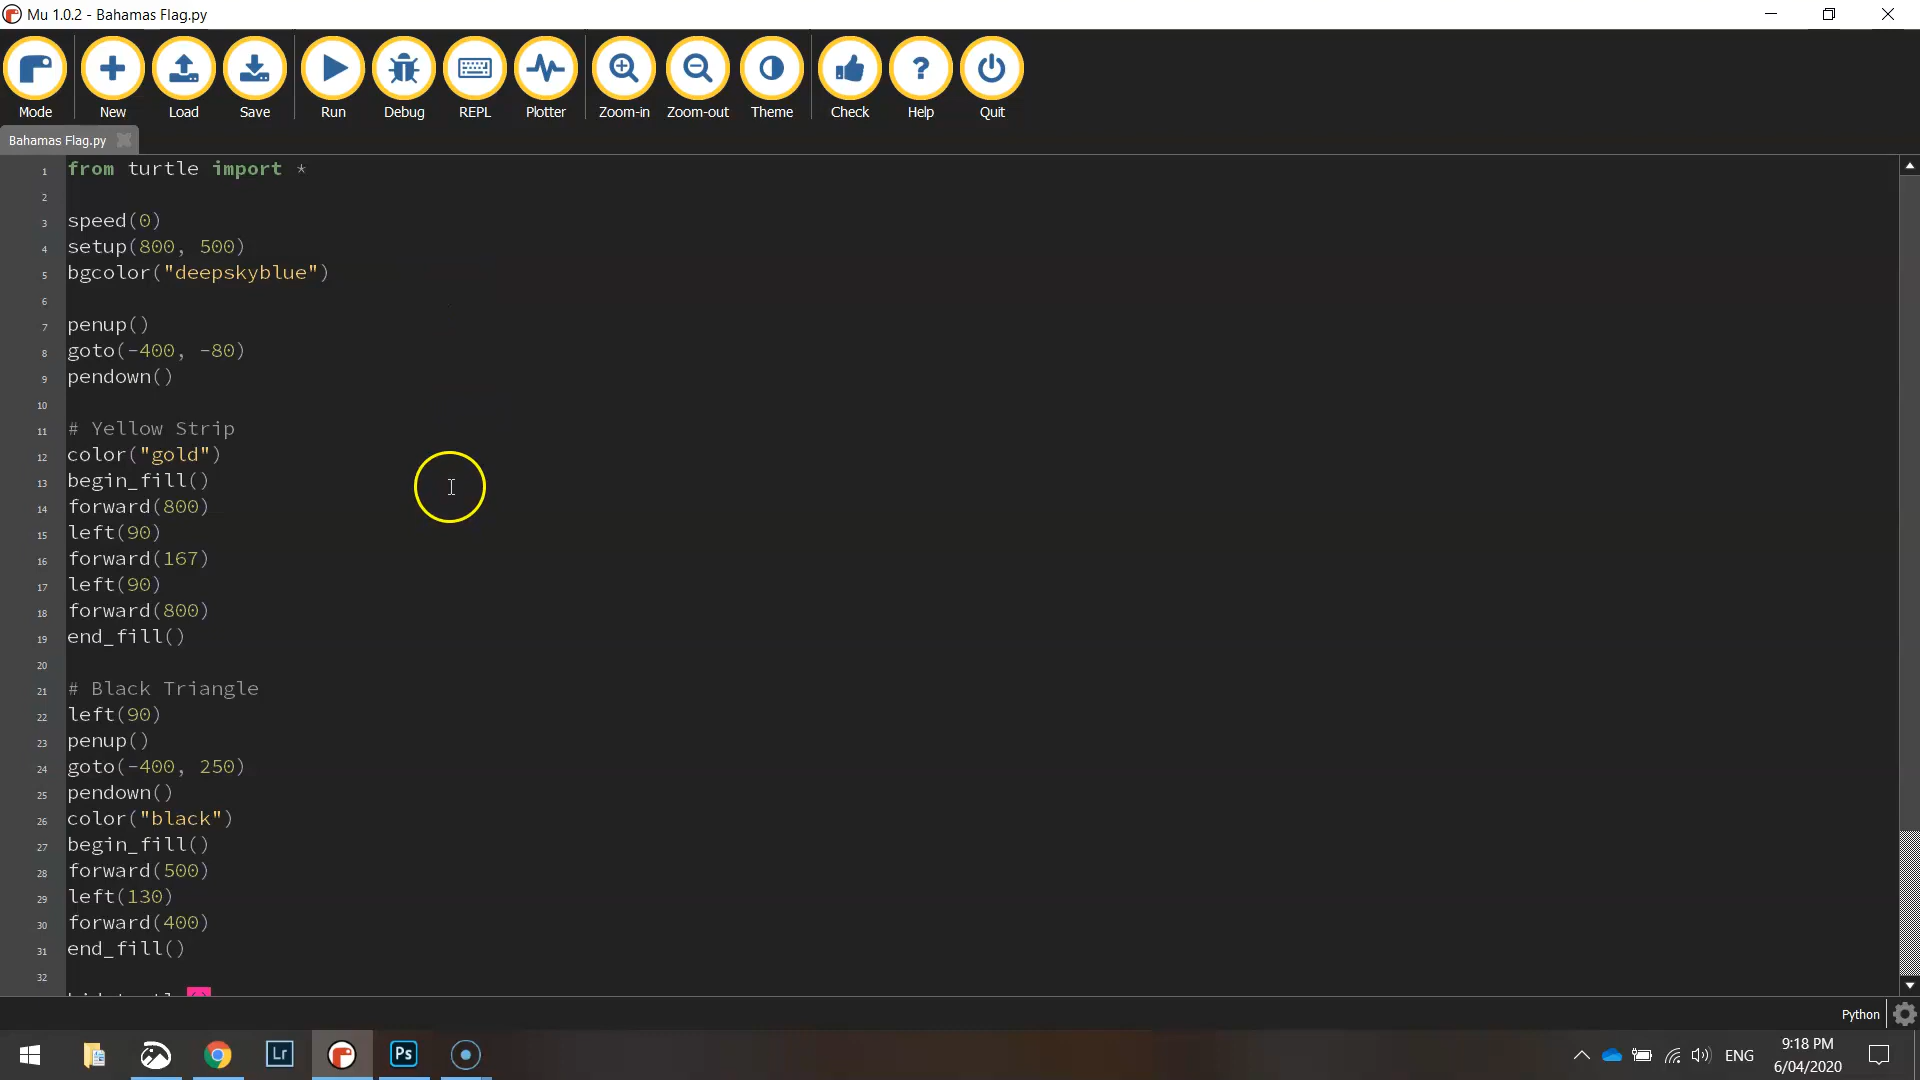 Mu 1.0.2 - Bahamas Flag.py
Mode New Load Save Run Debug REPL Plotter Zoom-in Zoom-out Theme Check Help Quit
Bahamas Flag.py
1 from turtle import *
2
3 speed(0)
4 setup(800, 500)
5 bgcolor("deepskyblue")
6
7 penup()
8 goto(-400, -80)
9 pendown()
10
11 # Yellow Strip
12 color("gold")
13 begin_fill()
14 forward(800)
15 left(90)
16 forward(167)
17 left(90)
18 forward(800)
19 end_fill()
20
21 # Black Triangle
22 left(90)
23 penup()
24 goto(-400, 250)
25 pendown()
26 color("black")
27 begin_fill()
28 forward(500)
29 left(130)
30 forward(400)
31 end_fill()
32
Python
Lr Ps ENG 9:18 PM
6/04/2020